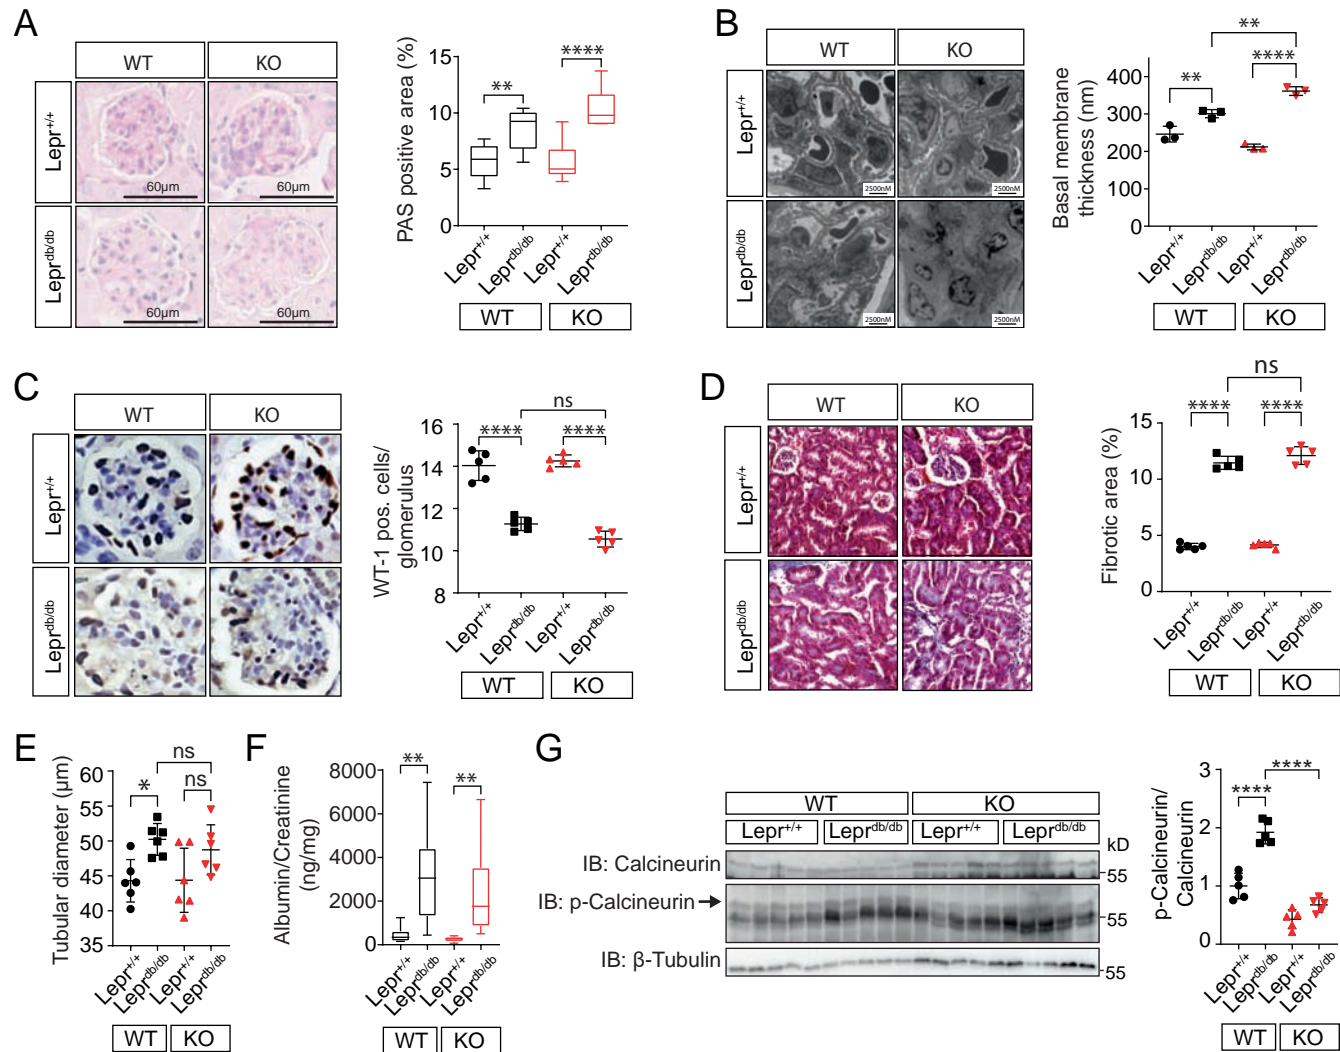 A
WT
KO
Lepr+/+
Leprdb/db
60µm
60µm
60µm
60µm
PAS positive area (%)
15
10
5
0
**
****
Lepr+/+
Leprdb/db
Lepr+/+
Leprdb/db
WT
KO
B
WT
KO
Lepr+/+
Leprdb/db
2500nM
2500nM
2500nM
2500nM
Basal membrane
thickness (nm)
400
300
200
100
0
**
**
****
Lepr+/+
Leprdb/db
Lepr+/+
Leprdb/db
WT
KO
C
WT
KO
Lepr+/+
Leprdb/db
WT-1 pos. cells/
glomerulus
16
14
12
10
8
ns
****
****
Lepr+/+
Leprdb/db
Lepr+/+
Leprdb/db
WT
KO
D
WT
KO
Lepr+/+
Leprdb/db
Fibrotic area (%)
15
10
5
0
ns
****
****
Lepr+/+
Leprdb/db
Lepr+/+
Leprdb/db
WT
KO
E
Tubular diameter (µm)
60
55
50
45
40
35
ns
*
ns
Lepr+/+
Leprdb/db
Lepr+/+
Leprdb/db
WT
KO
F
Albumin/Creatinine
(ng/mg)
8000
6000
4000
2000
0
**
**
Lepr+/+
Leprdb/db
Lepr+/+
Leprdb/db
WT
KO
G
WT
KO
Lepr+/+
Leprdb/db
Lepr+/+
Leprdb/db
kD
IB: Calcineurin
55
IB: p-Calcineurin
55
IB: β-Tubulin
55
p-Calcineurin/
Calcineurin
3
2
1
0
****
****
Lepr+/+
Leprdb/db
Lepr+/+
Leprdb/db
WT
KO